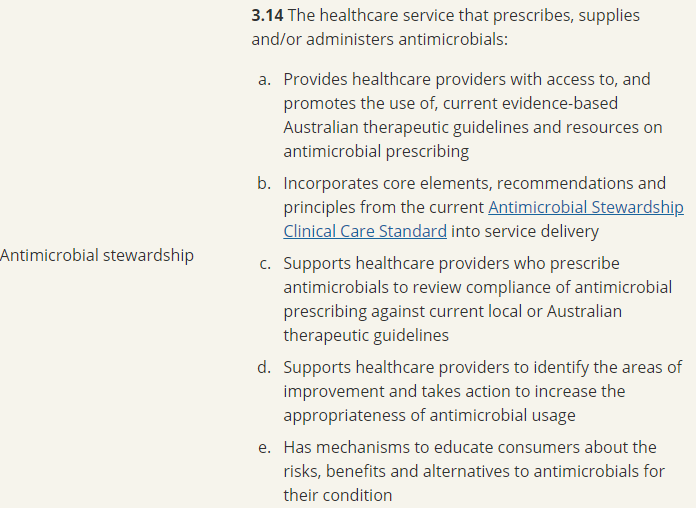 3.14 The healthcare service that prescribes, supplies
and/or administers antimicrobials:
a. Provides healthcare providers with access to, and
promotes the use of, current evidence-based
Australian therapeutic guidelines and resources on
antimicrobial prescribing
b. Incorporates core elements, recommendations and
principles from the current Antimicrobial Stewardship
Clinical Care Standard into service delivery
Antimicrobial stewardship
c. Supports healthcare providers who prescribe
antimicrobials to review compliance of antimicrobial
prescribing against current local or Australian
therapeutic guidelines
d. Supports healthcare providers to identify the areas of
improvement and takes action to increase the
appropriateness of antimicrobial usage
e. Has mechanisms to educate consumers about the
risks, benefits and alternatives to antimicrobials for
their condition